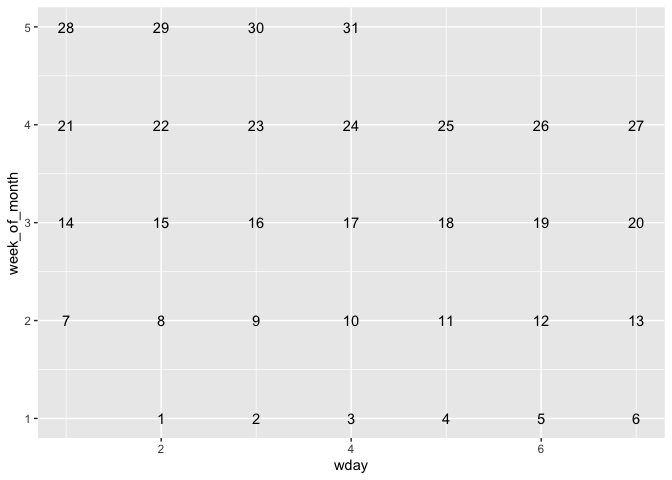 5 28 29 30 31
4 21 22 23 24 25 26 27
week_of_month
3 14 15 16 17 18 19 20
2 7 8 9 10 11 12 13
1 1 2 3 4 5 6
2 4 6
wday